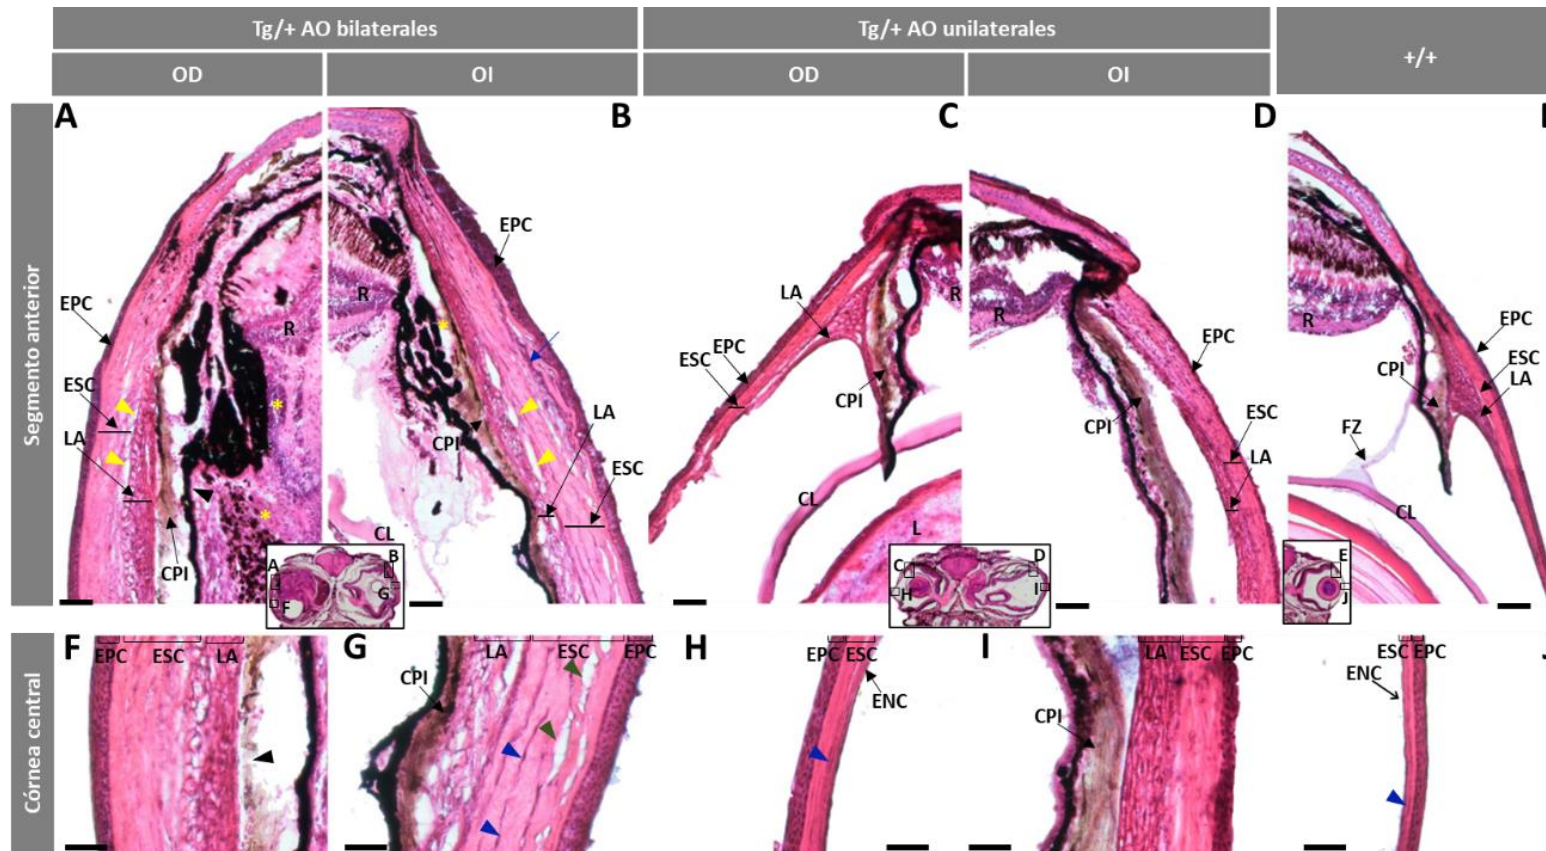 Tg/+ AO bilaterales
Tg/+ AO unilaterales
+/+
OD
OI
OD
OI
Segmento anterior
A
B
C
D
EPC
ESC
LA
CPI
R
*
*
R
*
EPC
CPI
LA
ESC
CL
A
B
F
G
LA
EPC
ESC
CPI
R
CL
L
R
EPC
CPI
ESC
LA
C
D
H
I
R
CPI
EPC
ESC
LA
FZ
CL
E
J
Córnea central
F
EPC
ESC
LA
G
CPI
LA
ESC
EPC
H
EPC
ESC
ENC
I
CPI
LA
ESC
EPC
ESC
EPC
ENC